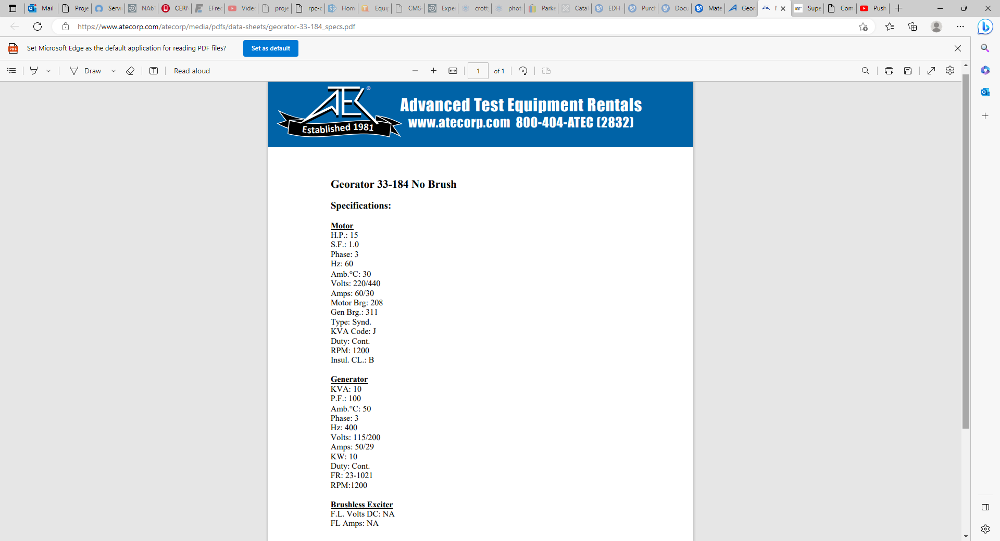 Mail
Proje
Servi
NA6
CERN
EFree
Video
proje
rpc-c
Hom
Equip
CMS
Expe
crott
phot
Parke
Catal
EDH
Purch
Docu
Mate
Geor
Supe
Com
Push
https://www.atecorp.com/atecorp/media/pdfs/data-sheets/georator-33-184_specs.pdf
Set Microsoft Edge as the default application for reading PDF files?
Set as default
Draw
Read aloud
1
of 1
ATEC®
Established 1981
Advanced Test Equipment Rentals
www.atecorp.com 800-404-ATEC (2832)
Georator 33-184 No Brush
Specifications:
Motor
H.P.: 15
S.F.: 1.0
Phase: 3
Hz: 60
Amb.°C: 30
Volts: 220/440
Amps: 60/30
Motor Brg: 208
Gen Brg.: 311
Type: Synd.
KVA Code: J
Duty: Cont.
RPM: 1200
Insul. CL.: B
Generator
KVA: 10
P.F.: 100
Amb.°C: 50
Phase: 3
Hz: 400
Volts: 115/200
Amps: 50/29
KW: 10
Duty: Cont.
FR: 23-1021
RPM:1200
Brushless Exciter
F.L. Volts DC: NA
FL Amps: NA